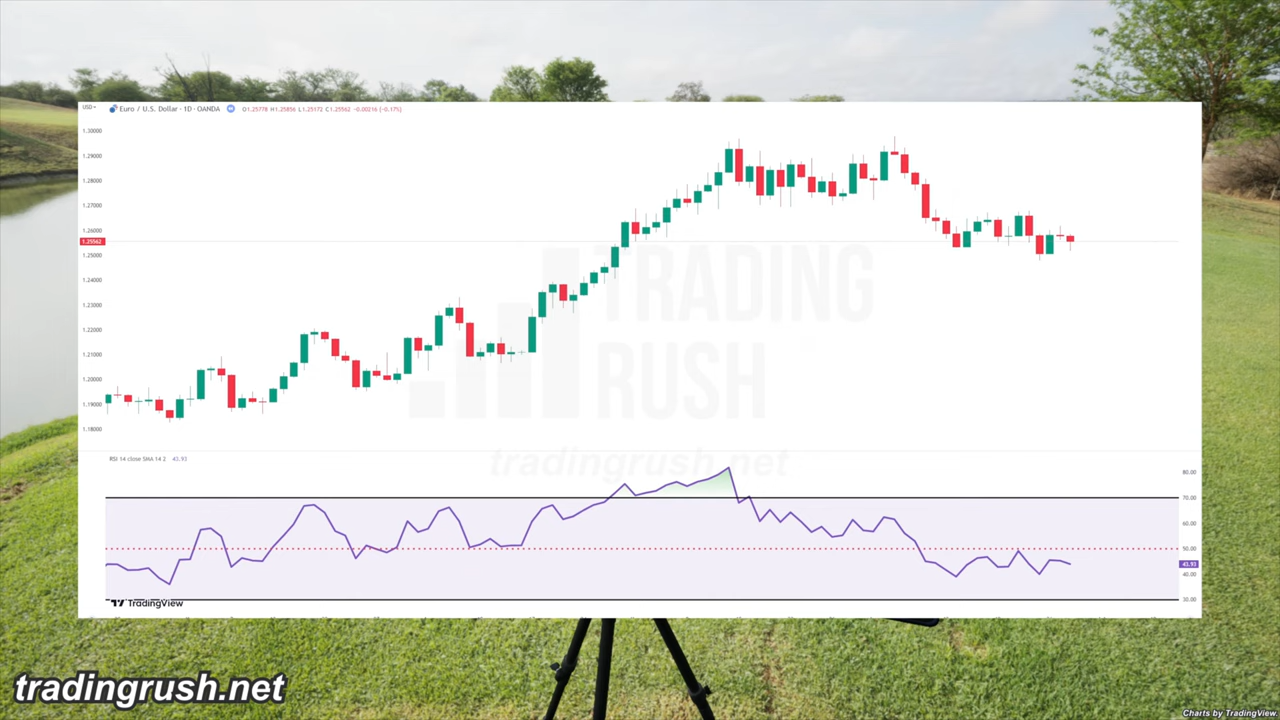 USD
Euro / U.S. Dollar · 1D · OANDA O1.25778 H1.25856 L1.25172 C1.25562 -0.00216 (-0.17%)
1.30000
1.29000
1.28000
1.27000
1.26000
1.25562
1.25000
1.24000
1.23000
1.22000
1.21000
1.20000
1.19000
1.18000
TRADING
RUSH
tradingrush.net
RSI 14 close SMA 14 2 43.93
80.00
70.00
60.00
50.00
43.93
40.00
30.00
TradingView
tradingrush.net
Charts by TradingView.